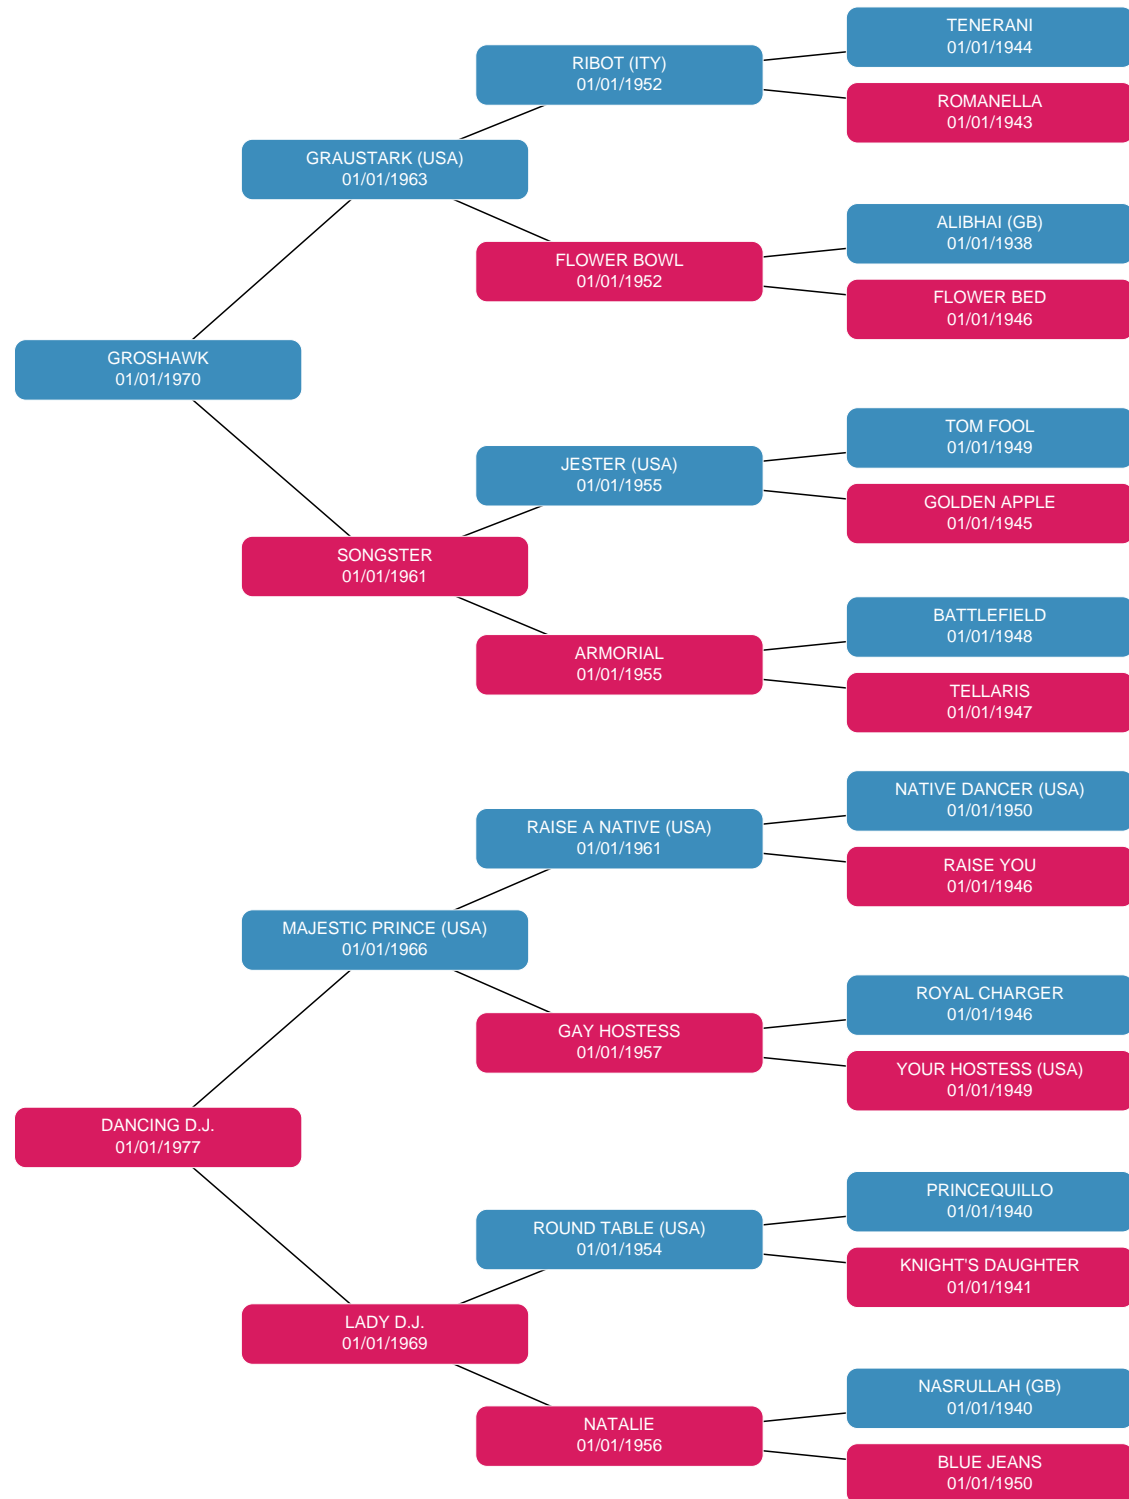 TENERANI
01/01/1944
RIBOT (ITY)
01/01/1952
ROMANELLA
01/01/1943
GRAUSTARK (USA)
01/01/1963
ALIBHAI (GB)
01/01/1938
FLOWER BOWL
01/01/1952
FLOWER BED
01/01/1946
GROSHAWK
01/01/1970
TOM FOOL
01/01/1949
JESTER (USA)
01/01/1955
GOLDEN APPLE
01/01/1945
SONGSTER
01/01/1961
BATTLEFIELD
01/01/1948
ARMORIAL
01/01/1955
TELLARIS
01/01/1947
NATIVE DANCER (USA)
01/01/1950
RAISE A NATIVE (USA)
01/01/1961
RAISE YOU
01/01/1946
MAJESTIC PRINCE (USA)
01/01/1966
ROYAL CHARGER
01/01/1946
GAY HOSTESS
01/01/1957
YOUR HOSTESS (USA)
01/01/1949
DANCING D.J.
01/01/1977
PRINCEQUILLO
01/01/1940
ROUND TABLE (USA)
01/01/1954
KNIGHT'S DAUGHTER
01/01/1941
LADY D.J.
01/01/1969
NASRULLAH (GB)
01/01/1940
NATALIE
01/01/1956
BLUE JEANS
01/01/1950